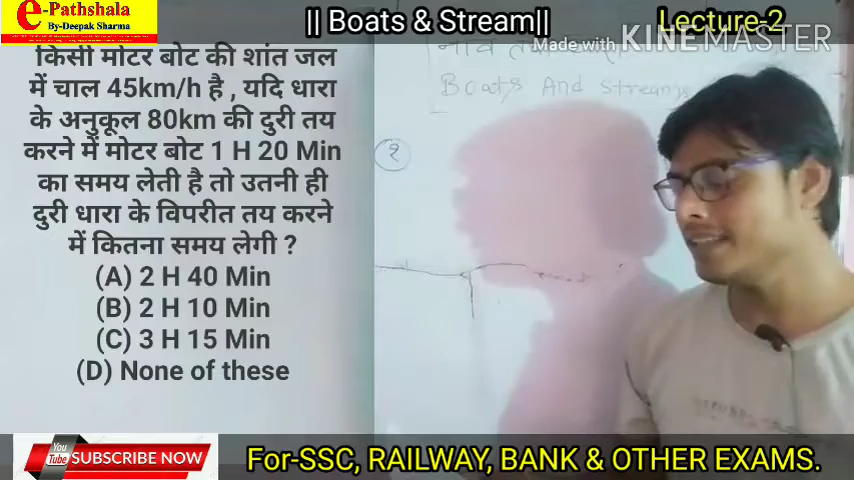 e-Pathshala
By-Deepak Sharma
|| Boats & Stream||
Lecture-2
Made with KINEMASTER
किसी मोटर बोट की शांत जल
में चाल 45km/h है , यदि धारा
के अनुकूल 80km की दुरी तय
करने में मोटर बोट 1 H 20 Min
का समय लेती है तो उतनी ही
दुरी धारा के विपरीत तय करने
में कितना समय लेगी ?
(A) 2 H 40 Min
(B) 2 H 10 Min
(C) 3 H 15 Min
(D) None of these
नाव
Boats And Streams
१
You
Tube
SUBSCRIBE NOW
For-SSC, RAILWAY, BANK & OTHER EXAMS.